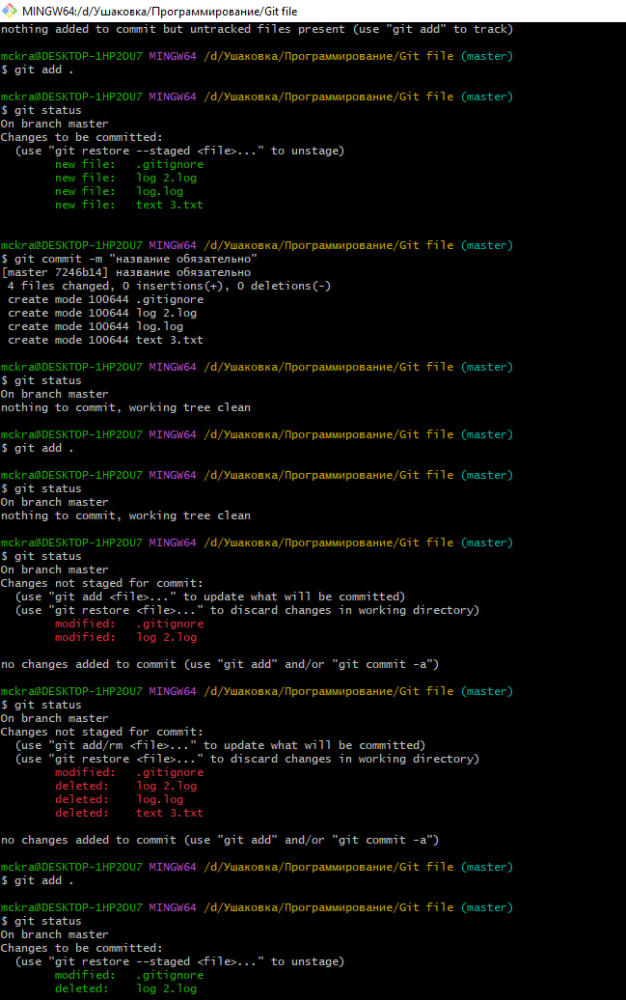 MINGW64:/d/Ушаковка/Программирование/Git file
nothing added to commit but untracked files present (use "git add" to track)
mckra@DESKTOP-1HP2OU7 MINGW64 /d/Ушаковка/Программирование/Git file (master)
$ git add .
mckra@DESKTOP-1HP2OU7 MINGW64 /d/Ушаковка/Программирование/Git file (master)
$ git status
On branch master
Changes to be committed:
  (use "git restore --staged <file>..." to unstage)
        new file:   .gitignore
        new file:   log 2.log
        new file:   log.log
        new file:   text 3.txt
mckra@DESKTOP-1HP2OU7 MINGW64 /d/Ушаковка/Программирование/Git file (master)
$ git commit -m "название обязательно"
[master 7246b14] название обязательно
 4 files changed, 0 insertions(+), 0 deletions(-)
 create mode 100644 .gitignore
 create mode 100644 log 2.log
 create mode 100644 log.log
 create mode 100644 text 3.txt
mckra@DESKTOP-1HP2OU7 MINGW64 /d/Ушаковка/Программирование/Git file (master)
$ git status
On branch master
nothing to commit, working tree clean
mckra@DESKTOP-1HP2OU7 MINGW64 /d/Ушаковка/Программирование/Git file (master)
$ git add .
mckra@DESKTOP-1HP2OU7 MINGW64 /d/Ушаковка/Программирование/Git file (master)
$ git status
On branch master
nothing to commit, working tree clean
mckra@DESKTOP-1HP2OU7 MINGW64 /d/Ушаковка/Программирование/Git file (master)
$ git status
On branch master
Changes not staged for commit:
  (use "git add <file>..." to update what will be committed)
  (use "git restore <file>..." to discard changes in working directory)
        modified:   .gitignore
        modified:   log 2.log
no changes added to commit (use "git add" and/or "git commit -a")
mckra@DESKTOP-1HP2OU7 MINGW64 /d/Ушаковка/Программирование/Git file (master)
$ git status
On branch master
Changes not staged for commit:
  (use "git add/rm <file>..." to update what will be committed)
  (use "git restore <file>..." to discard changes in working directory)
        modified:   .gitignore
        deleted:    log 2.log
        deleted:    log.log
        deleted:    text 3.txt
no changes added to commit (use "git add" and/or "git commit -a")
mckra@DESKTOP-1HP2OU7 MINGW64 /d/Ушаковка/Программирование/Git file (master)
$ git add .
mckra@DESKTOP-1HP2OU7 MINGW64 /d/Ушаковка/Программирование/Git file (master)
$ git status
On branch master
Changes to be committed:
  (use "git restore --staged <file>..." to unstage)
        modified:   .gitignore
        deleted:    log 2.log